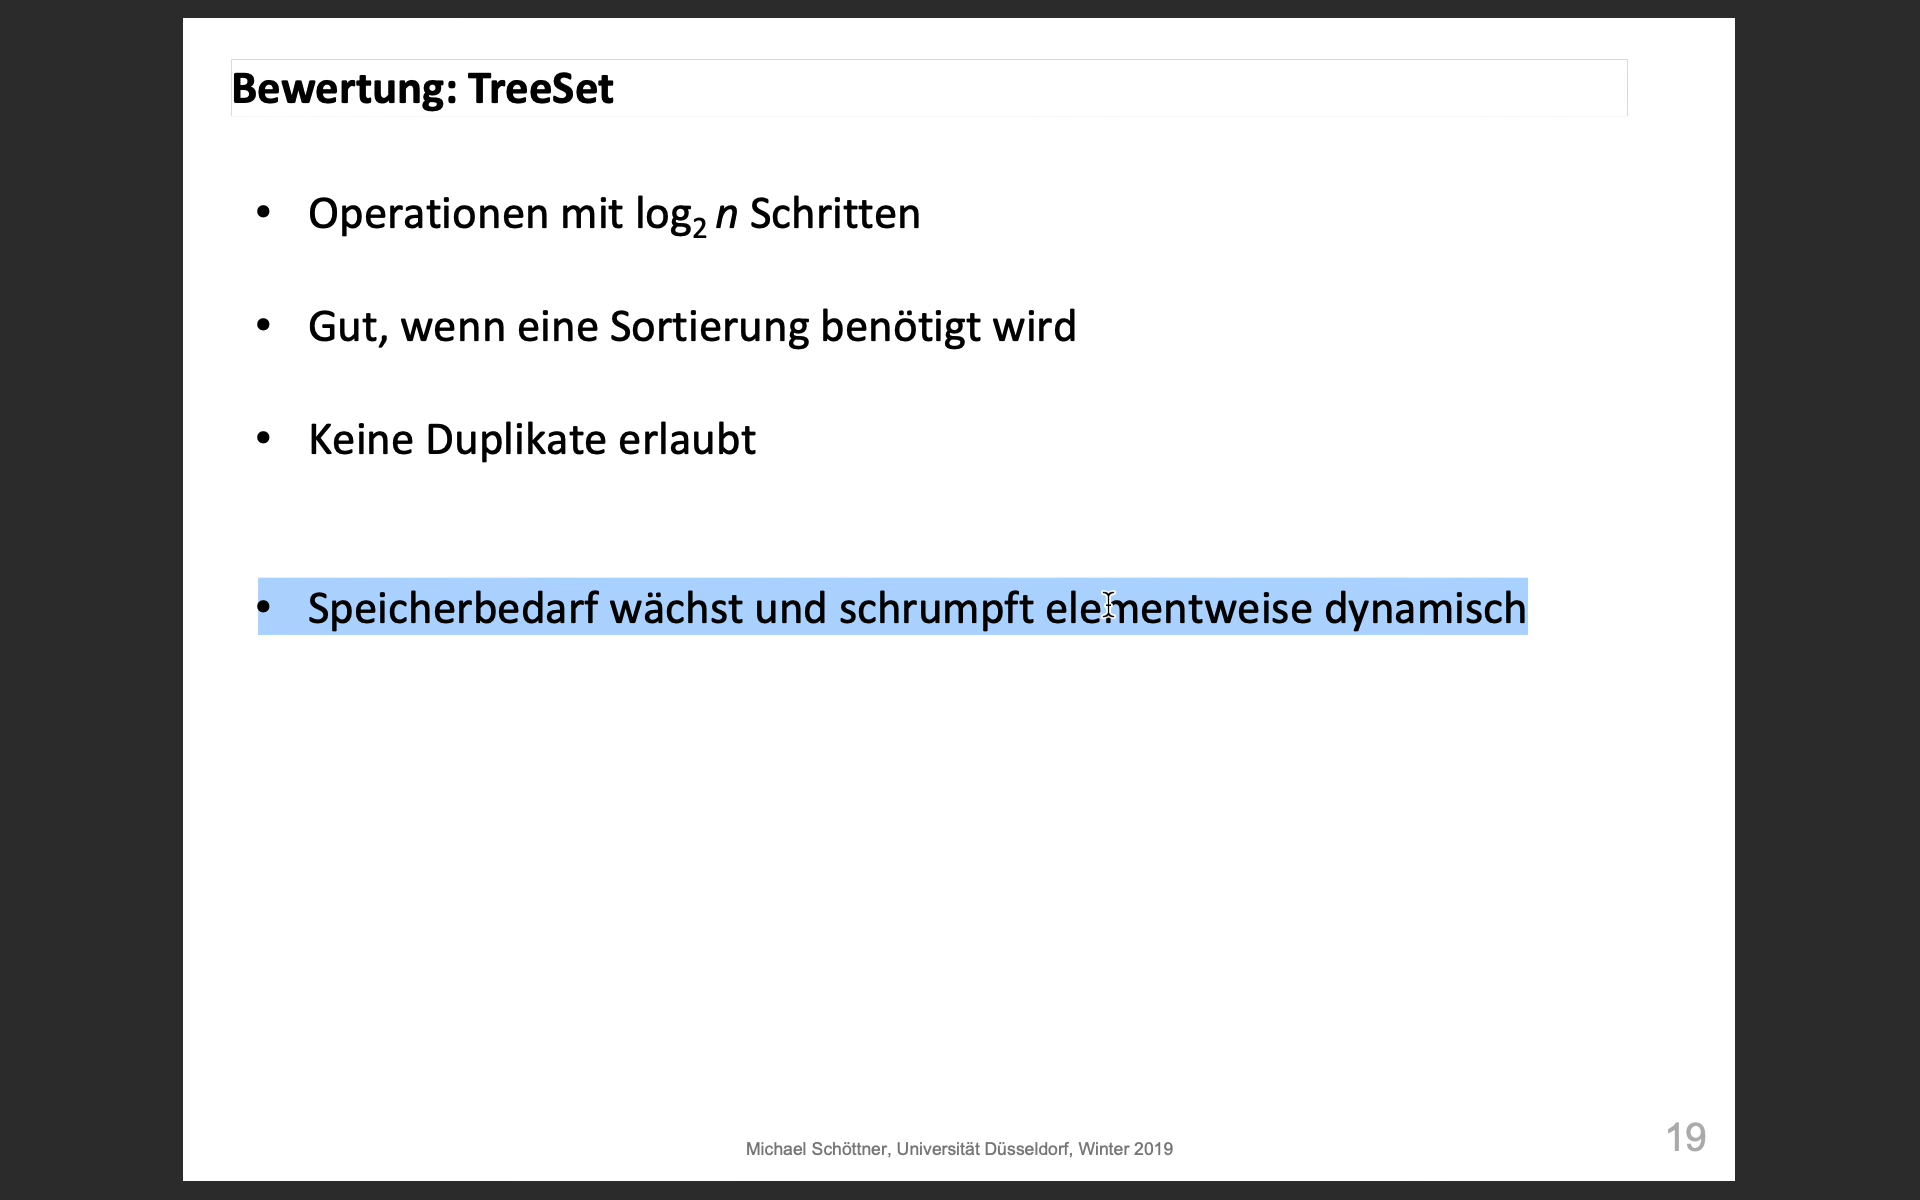 Bewertung: TreeSet
• Operationen mit log₂ n Schritten
• Gut, wenn eine Sortierung benötigt wird
• Keine Duplikate erlaubt
• Speicherbedarf wächst und schrumpft elementweise dynamisch
Michael Schöttner, Universität Düsseldorf, Winter 2019
19